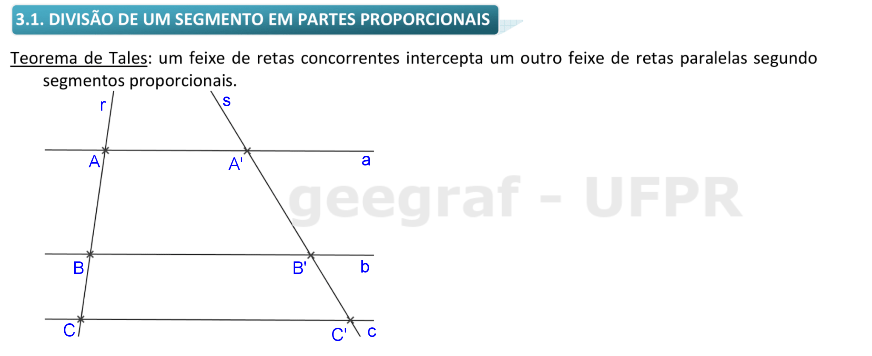 3.1. DIVISÃO DE UM SEGMENTO EM PARTES PROPORCIONAIS
Teorema de Tales: um feixe de retas concorrentes intercepta um outro feixe de retas paralelas segundo
segmentos proporcionais.
r s
A A' a
geegraf - UFPR
B B' b
C C' c